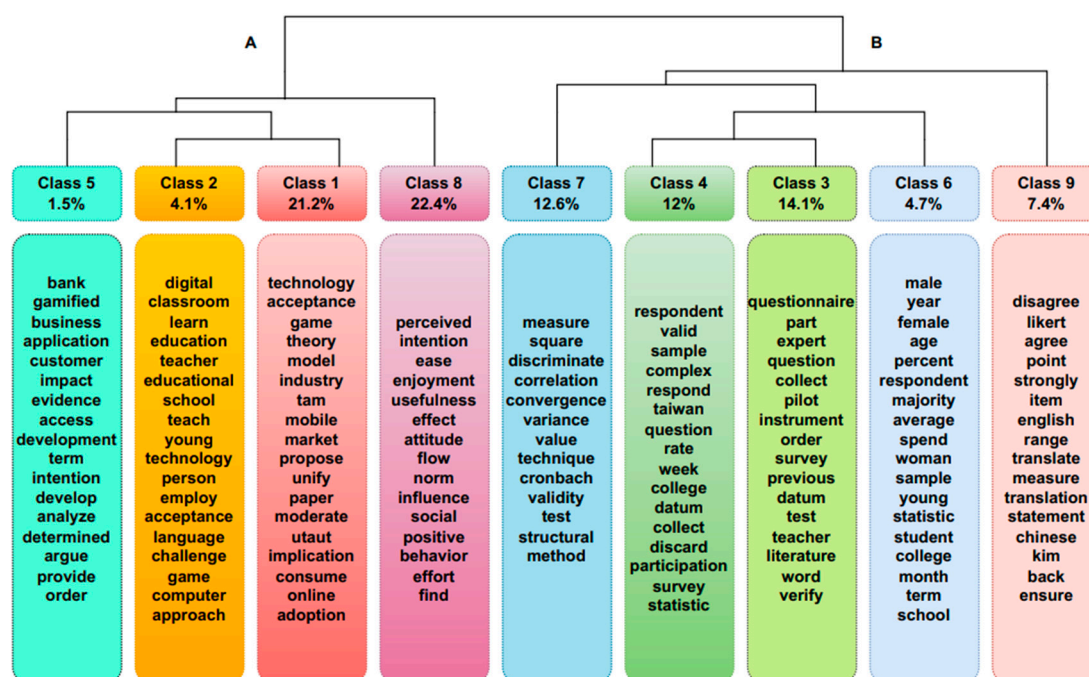 A
B
Class 5
1.5%
Class 2
4.1%
Class 1
21.2%
Class 8
22.4%
Class 7
12.6%
Class 4
12%
Class 3
14.1%
Class 6
4.7%
Class 9
7.4%
bank
gamified
business
application
customer
impact
evidence
access
development
term
intention
develop
analyze
determined
argue
provide
order
digital
classroom
learn
education
teacher
educational
school
teach
young
technology
person
employ
acceptance
language
challenge
game
computer
approach
technology
acceptance
game
theory
model
industry
tam
mobile
market
propose
unify
paper
moderate
utaut
implication
consume
online
adoption
perceived
intention
ease
enjoyment
usefulness
effect
attitude
flow
norm
influence
social
positive
behavior
effort
find
measure
square
discriminate
correlation
convergence
variance
value
technique
cronbach
validity
test
structural
method
respondent
valid
sample
complex
respond
taiwan
question
rate
week
college
datum
collect
discard
participation
survey
statistic
questionnaire
part
expert
question
collect
pilot
instrument
order
survey
previous
datum
test
teacher
literature
word
verify
male
year
female
age
percent
respondent
majority
average
spend
woman
sample
young
statistic
student
college
month
term
school
disagree
likert
agree
point
strongly
item
english
range
translate
measure
translation
statement
chinese
kim
back
ensure